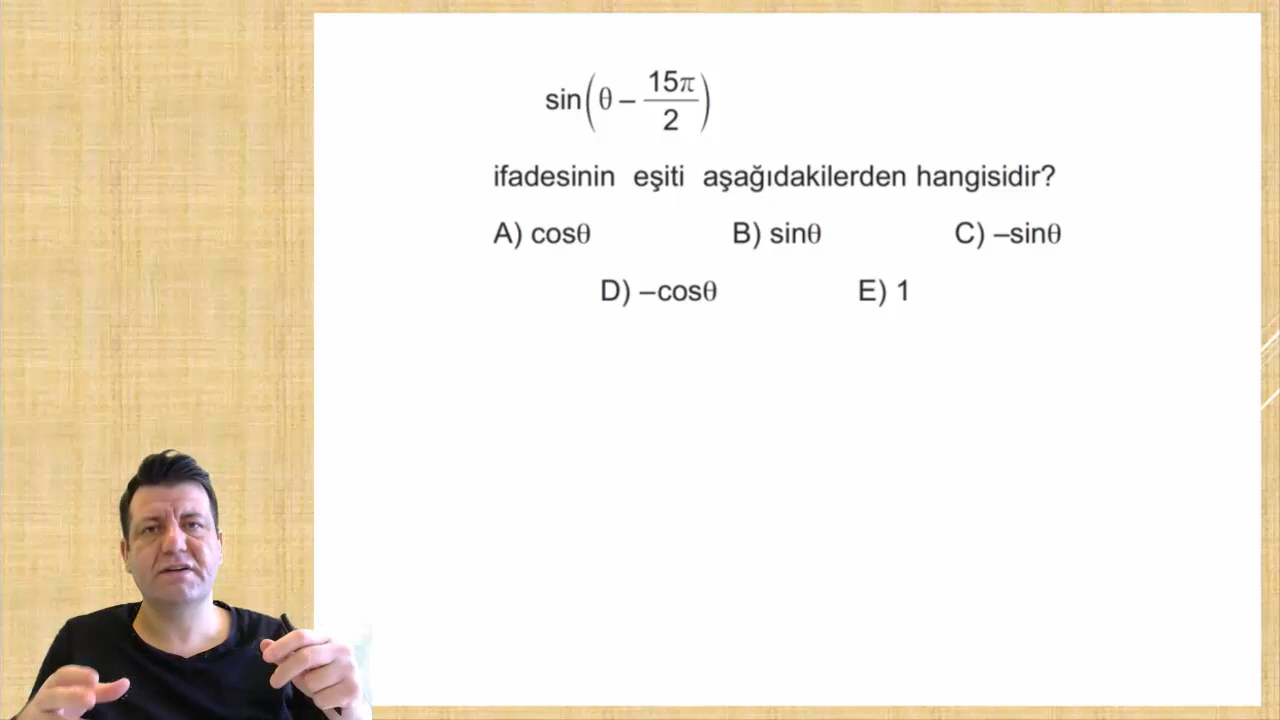 sin(θ – 15π/2)
ifadesinin eşiti aşağıdakilerden hangisidir?
A) cosθ B) sinθ C) –sinθ
D) –cosθ E) 1